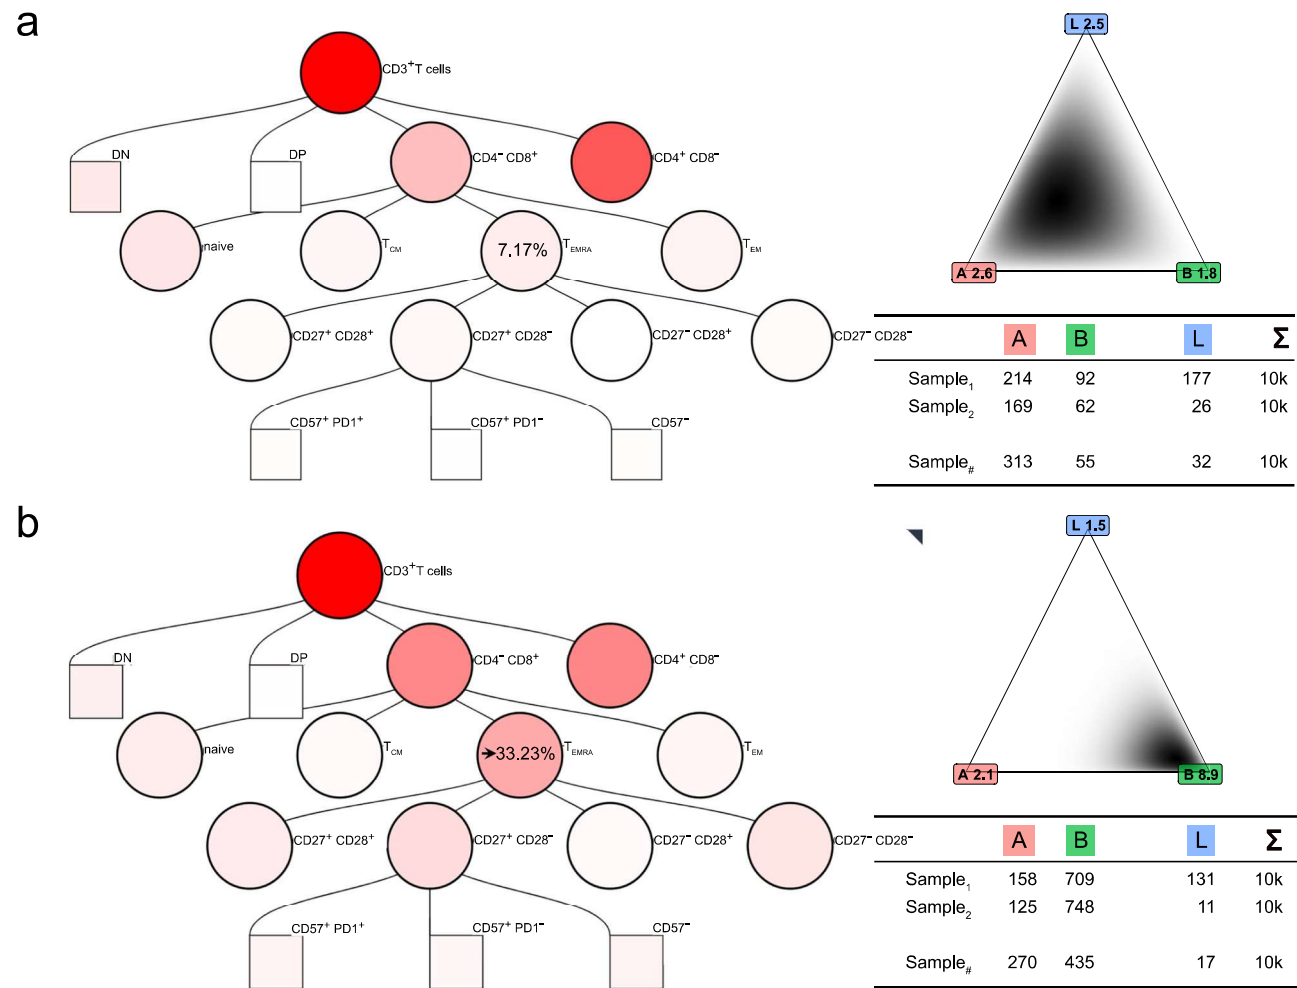 a
CD3+T cells
DN
DP
CD4- CD8+
CD4+ CD8-
naive
TCM
7.17%
TEMRA
TEM
CD27+ CD28+
CD27+ CD28-
CD27- CD28+
CD27- CD28-
CD57+ PD1+
CD57+ PD1-
CD57-
L 2.5
A 2.6
B 1.8
A B L Σ
Sample1 214 92 177 10k
Sample2 169 62 26 10k
Sample# 313 55 32 10k
b
CD3+T cells
DN
DP
CD4- CD8+
CD4+ CD8-
naive
TCM
33.23%
TEMRA
TEM
CD27+ CD28+
CD27+ CD28-
CD27- CD28+
CD27- CD28-
CD57+ PD1+
CD57+ PD1-
CD57-
L 1.5
A 2.1
B 8.9
A B L Σ
Sample1 158 709 131 10k
Sample2 125 748 11 10k
Sample# 270 435 17 10k